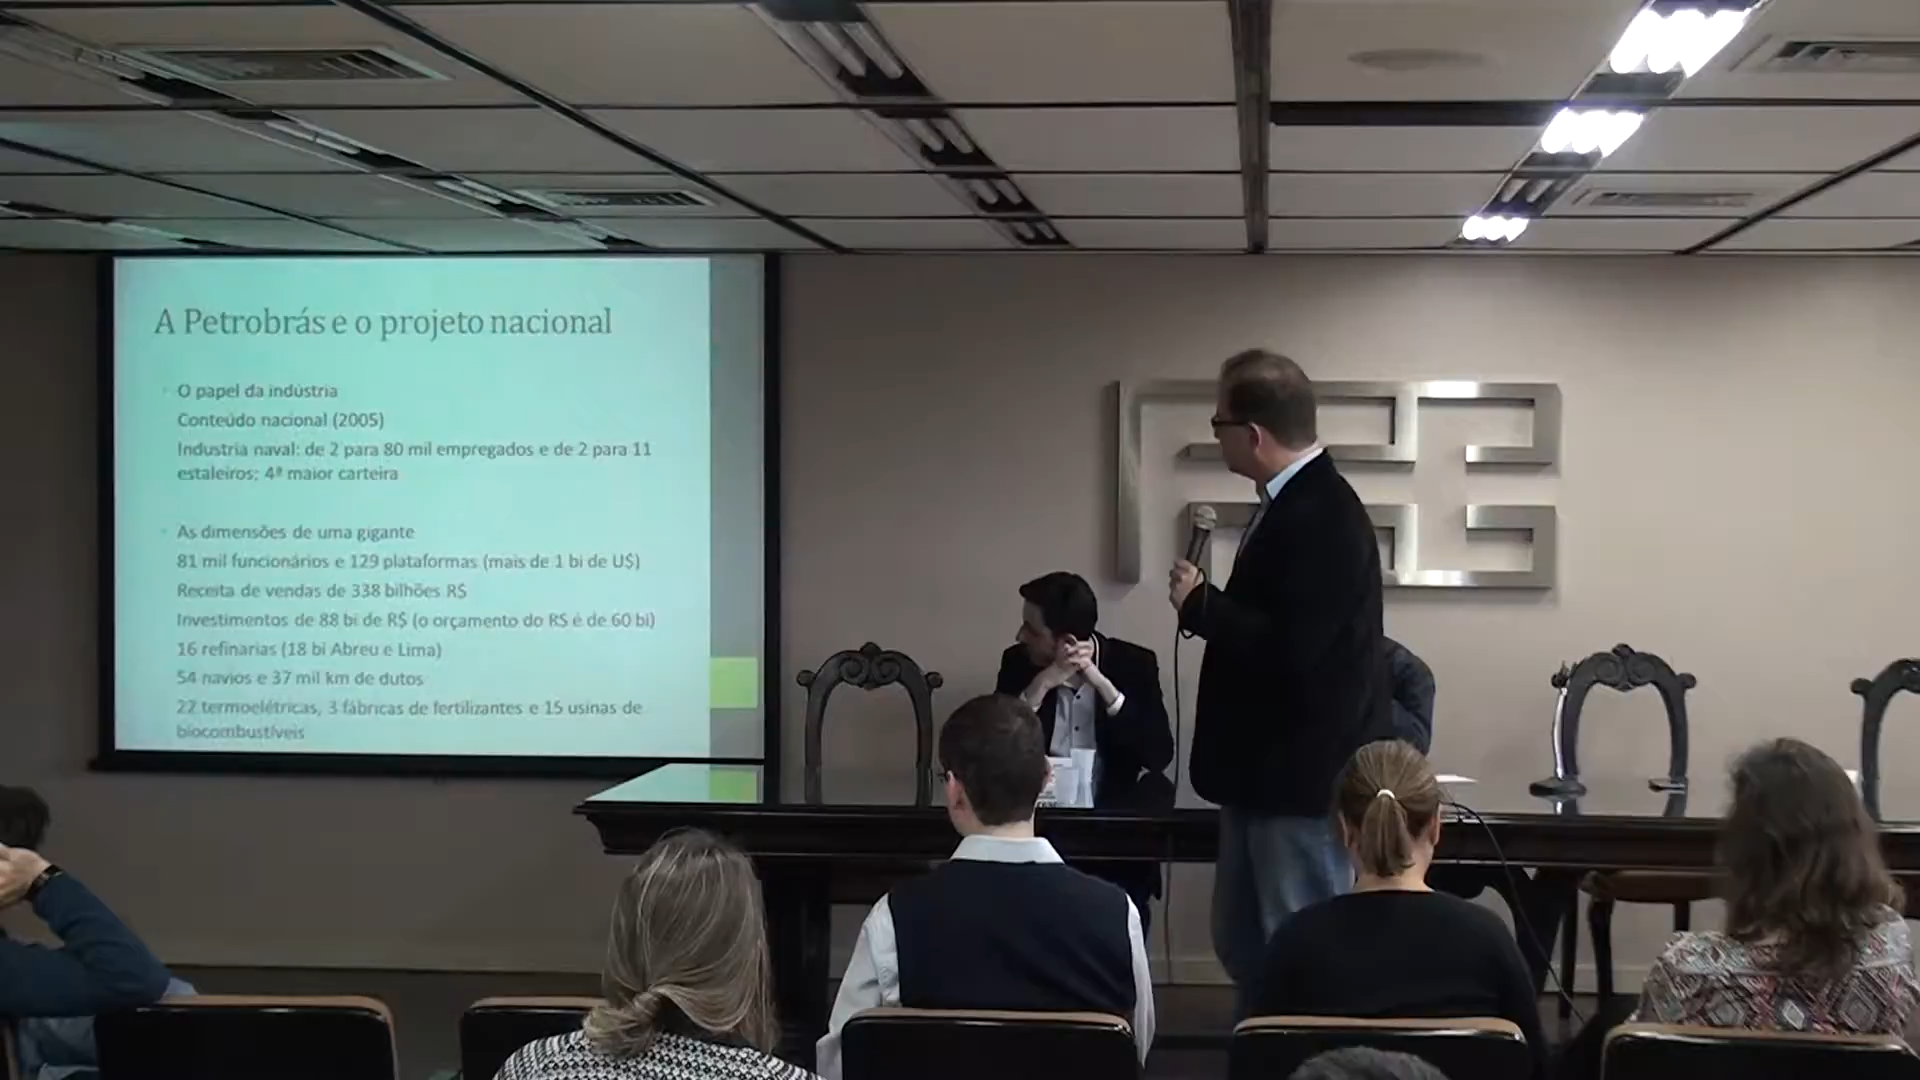 A Petrobrás e o projeto nacional
O papel da indústria
Conteúdo nacional (2005)
Industria naval: de 2 para 80 mil empregados e de 2 para 11
estaleiros; 4ª maior carteira
As dimensões de uma gigante
81 mil funcionários e 129 plataformas (mais de 1 bi de U$)
Receita de vendas de 338 bilhões R$
Investimentos de 88 bi de R$ (o orçamento do RS é de 60 bi)
16 refinarias (18 bi Abreu e Lima)
54 navios e 37 mil km de dutos
22 termoelétricas, 3 fábricas de fertilizantes e 15 usinas de
biocombustíveis